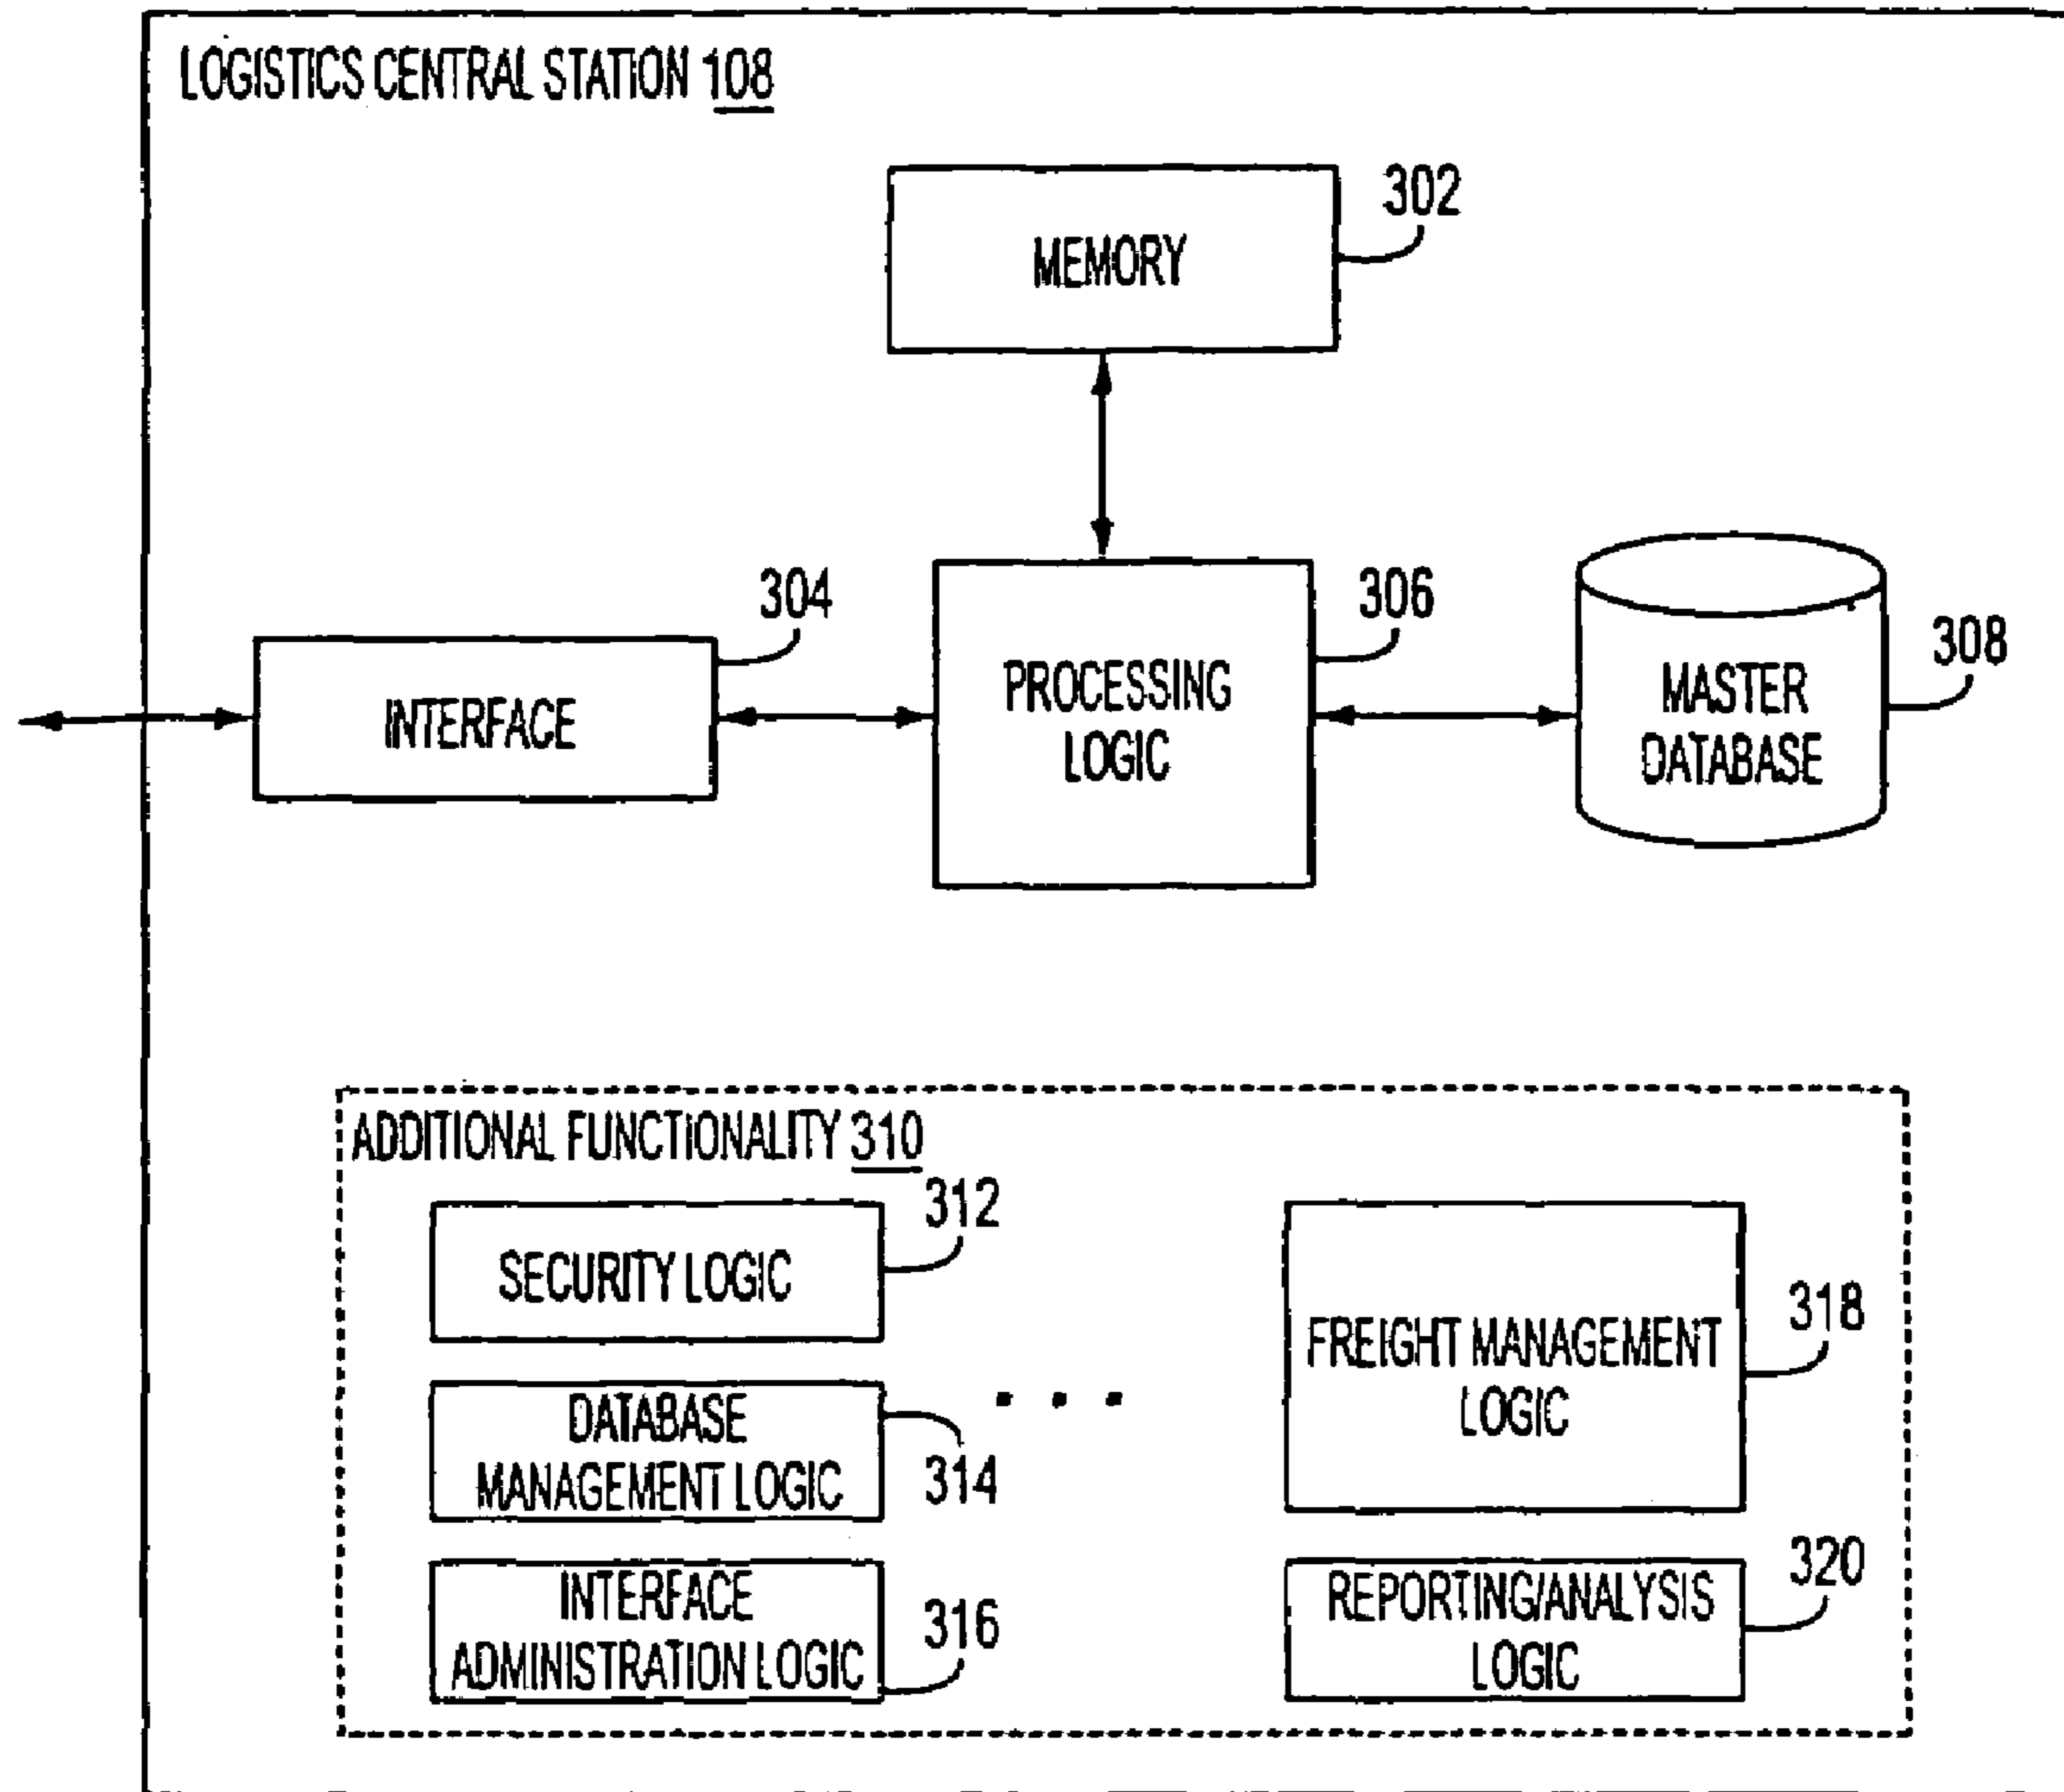 LOGISTICS CENTRAL STATION 108
302
MEMORY
304
INTERFACE
306
PROCESSING
LOGIC
308
MASTER
DATABASE
ADDITIONAL FUNCTIONALITY 310
312
SECURITY LOGIC
DATABASE
MANAGEMENT LOGIC
314
INTERFACE
ADMINISTRATION LOGIC
316
. . .
318
FREIGHT MANAGEMENT
LOGIC
320
REPORTING/ANALYSIS
LOGIC